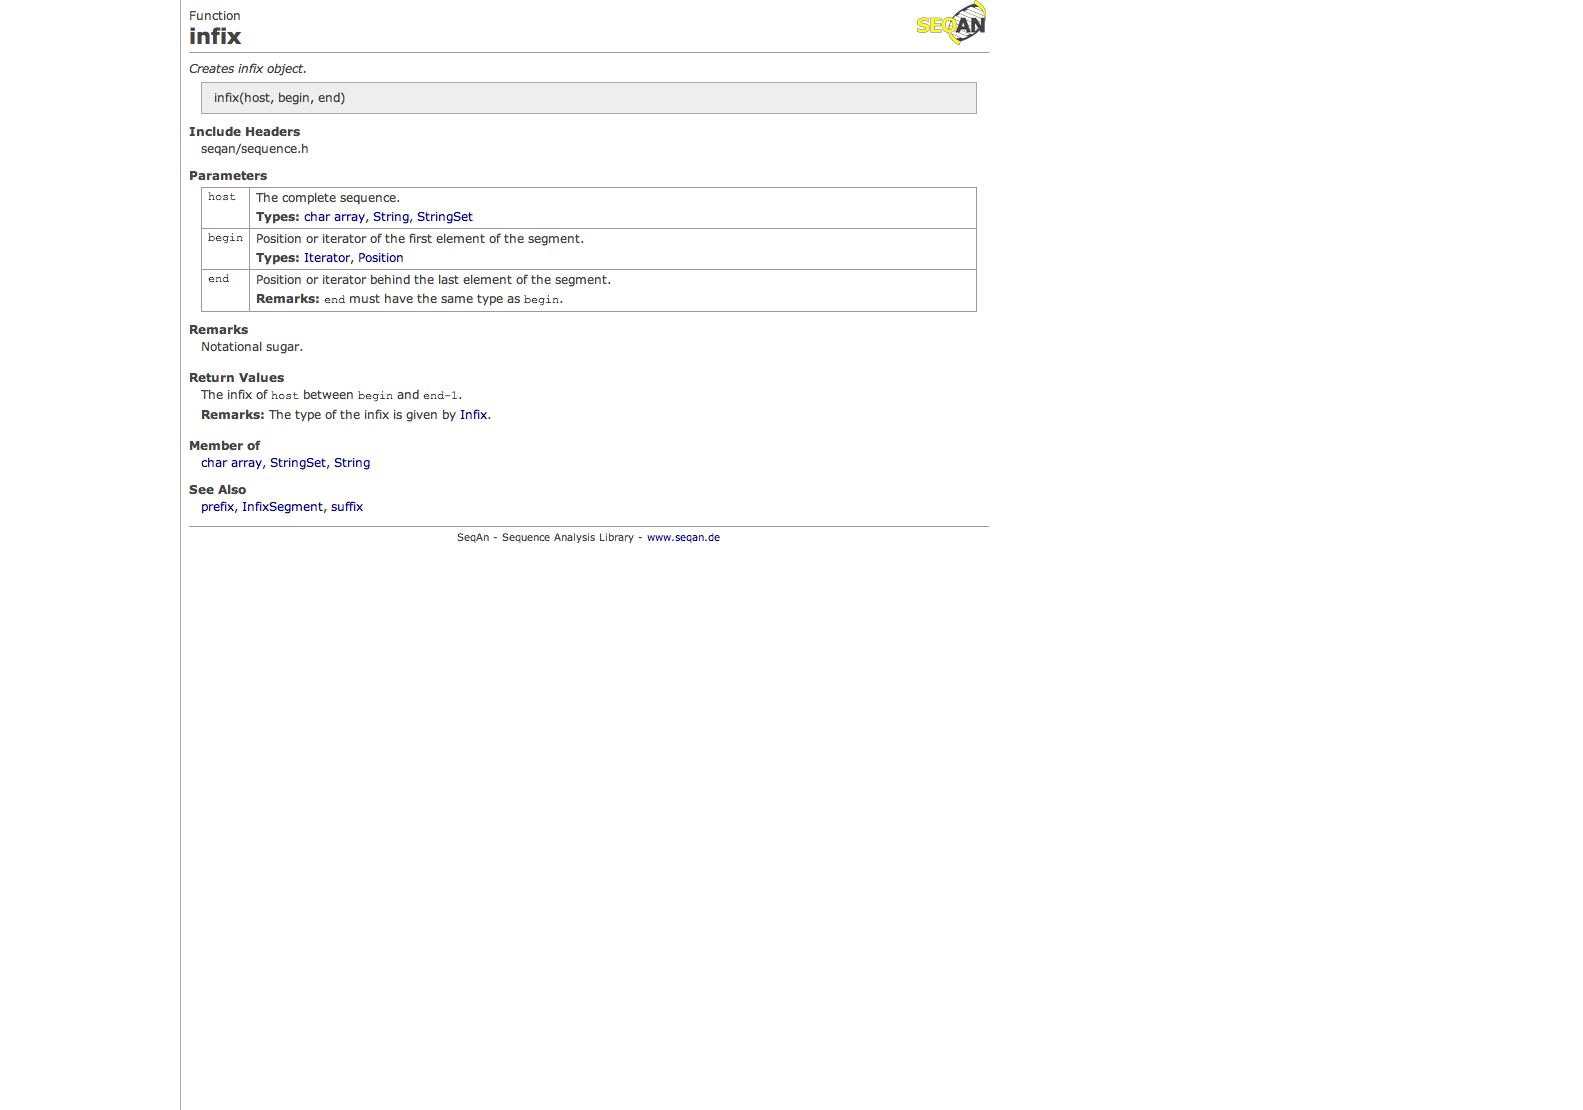 Function
infix
SEQAN
Creates infix object.
infix(host, begin, end)
Include Headers
seqan/sequence.h
Parameters
host
The complete sequence.
Types: char array, String, StringSet
begin
Position or iterator of the first element of the segment.
Types: Iterator, Position
end
Position or iterator behind the last element of the segment.
Remarks: end must have the same type as begin.
Remarks
Notational sugar.
Return Values
The infix of host between begin and end-1.
Remarks: The type of the infix is given by Infix.
Member of
char array, StringSet, String
See Also
prefix, InfixSegment, suffix
SeqAn - Sequence Analysis Library - www.seqan.de